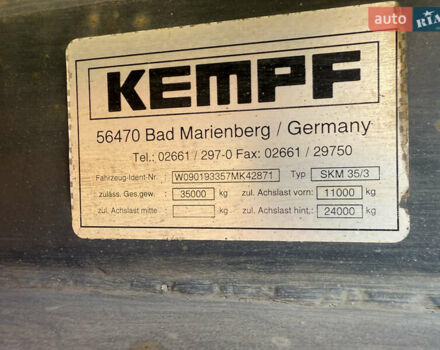 auto RIA
KEMPF
56470 Bad Marienberg / Germany
Tel.: 02661 / 297-0 Fax: 02661 / 29750
Fahrzeug-Ident-Nr. W090193357MK42871 Typ SKM 35/3
zuläss. Ges.gew. 35000 kg zul. Achslast vorn: 11000 kg
zul. Achslast mitte kg zul. Achslast hint.: 24000 kg